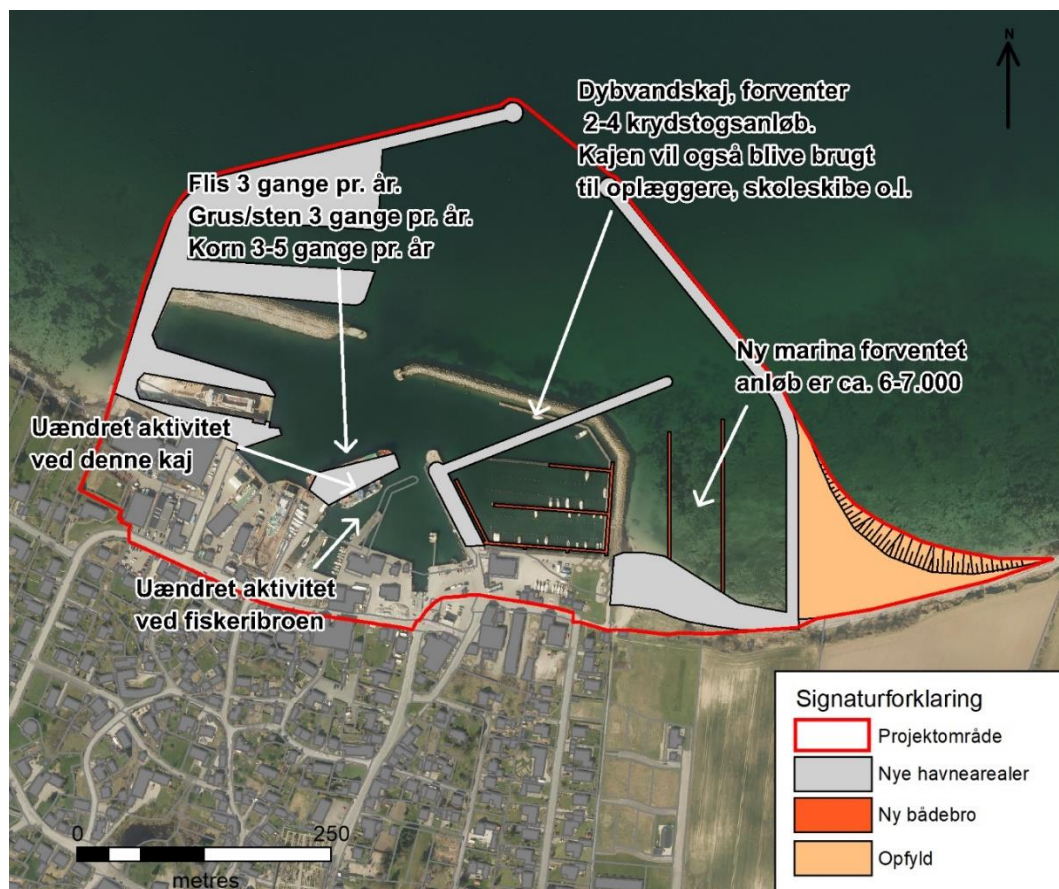 N
Dybvandskaj, forventer
2-4 krydstogsanløb.
Kajen vil også blive brugt
til oplæggere, skoleskibe o.l.
Flis 3 gange pr. år.
Grus/sten 3 gange pr. år.
Korn 3-5 gange pr. år
Ny marina forventet
anløb er ca. 6-7.000
Uændret aktivitet
ved denne kaj
Uændret aktivitet
ved fiskeribroen
Signaturforklaring
Projektområde
Nye havnearealer
Ny bådebro
Opfyld
0 250
metres